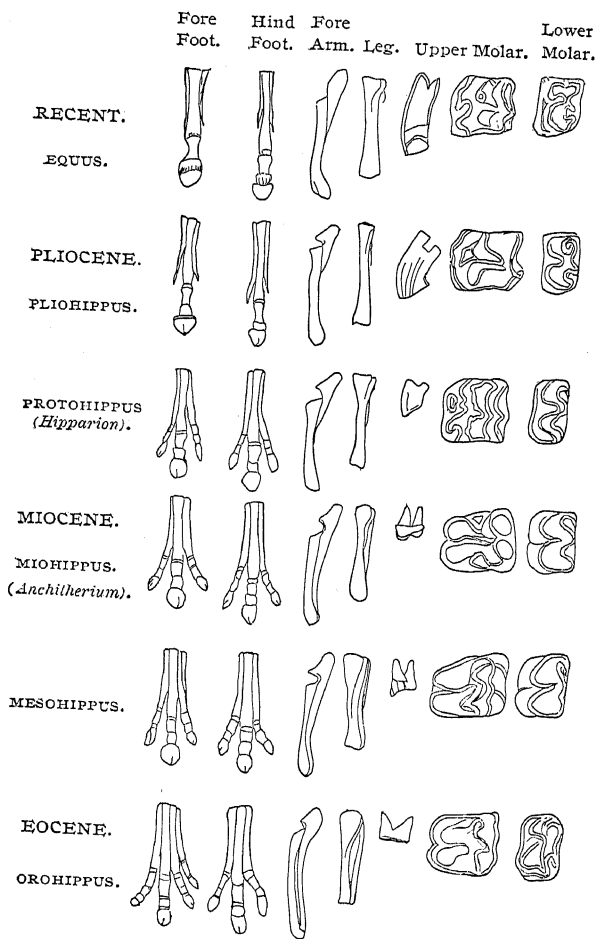 Fore Foot.
Hind Foot.
Fore Arm.
Leg.
Upper Molar.
Lower Molar.
RECENT.
EQUUS.
PLIOCENE.
PLIOHIPPUS.
PROTOHIPPUS
(Hipparion).
MIOCENE.
MIOHIPPUS.
(Anchitherium).
MESOHIPPUS.
EOCENE.
OROHIPPUS.